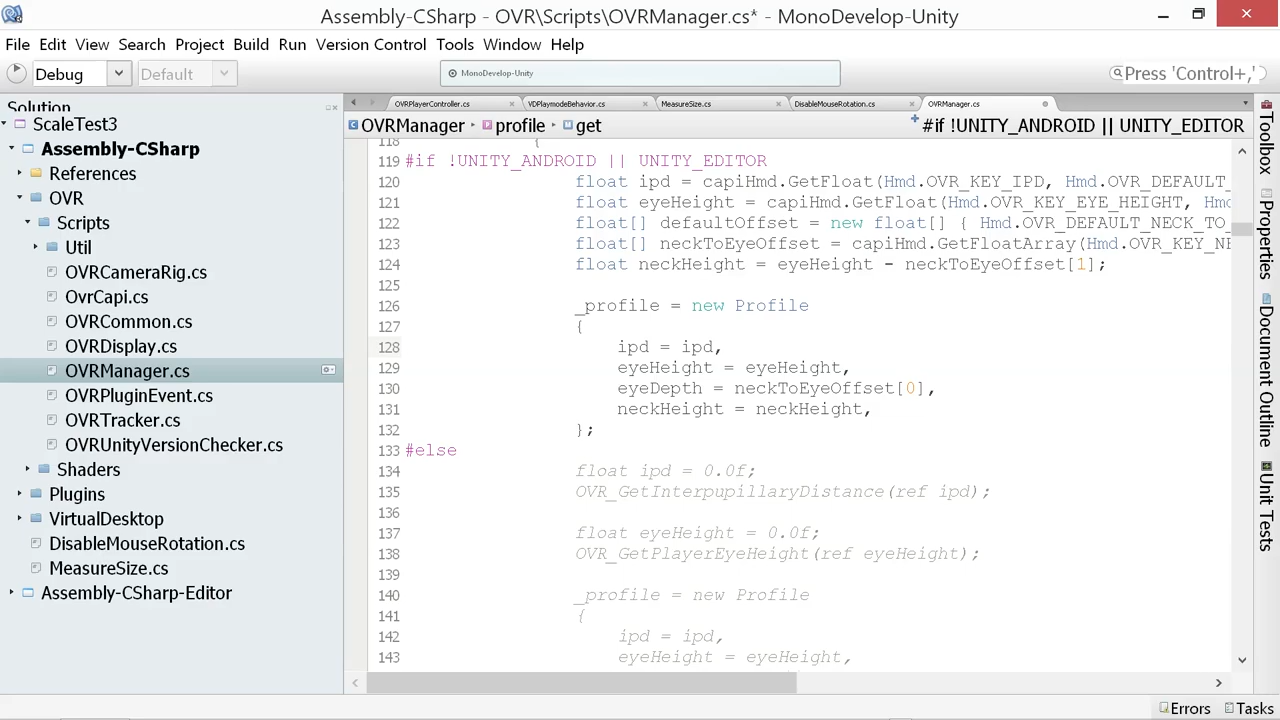 Assembly-CSharp - OVR\Scripts\OVRManager.cs* - MonoDevelop-Unity
File Edit View Search Project Build Run Version Control Tools Window Help
Debug Default MonoDevelop-Unity Press 'Control+,'
Solution
ScaleTest3
Assembly-CSharp
References
OVR
Scripts
Util
OVRCameraRig.cs
OvrCapi.cs
OVRCommon.cs
OVRDisplay.cs
OVRManager.cs
OVRPluginEvent.cs
OVRTracker.cs
OVRUnityVersionChecker.cs
Shaders
Plugins
VirtualDesktop
DisableMouseRotation.cs
MeasureSize.cs
Assembly-CSharp-Editor
OVRPlayerController.cs VDPlaymodeBehavior.cs MeasureSize.cs DisableMouseRotation.cs OVRManager.cs
OVRManager profile get #if !UNITY_ANDROID || UNITY_EDITOR
118 {
119 #if !UNITY_ANDROID || UNITY_EDITOR
120 float ipd = capiHmd.GetFloat(Hmd.OVR_KEY_IPD, Hmd.OVR_DEFAULT_
121 float eyeHeight = capiHmd.GetFloat(Hmd.OVR_KEY_EYE_HEIGHT, Hmd
122 float[] defaultOffset = new float[] { Hmd.OVR_DEFAULT_NECK_TO_
123 float[] neckToEyeOffset = capiHmd.GetFloatArray(Hmd.OVR_KEY_NE
124 float neckHeight = eyeHeight - neckToEyeOffset[1];
125
126 _profile = new Profile
127 {
128 ipd = ipd,
129 eyeHeight = eyeHeight,
130 eyeDepth = neckToEyeOffset[0],
131 neckHeight = neckHeight,
132 };
133 #else
134 float ipd = 0.0f;
135 OVR_GetInterpupillaryDistance(ref ipd);
136
137 float eyeHeight = 0.0f;
138 OVR_GetPlayerEyeHeight(ref eyeHeight);
139
140 _profile = new Profile
141 {
142 ipd = ipd,
143 eyeHeight = eyeHeight,
Toolbox
Properties
Document Outline
Unit Tests
Errors Tasks